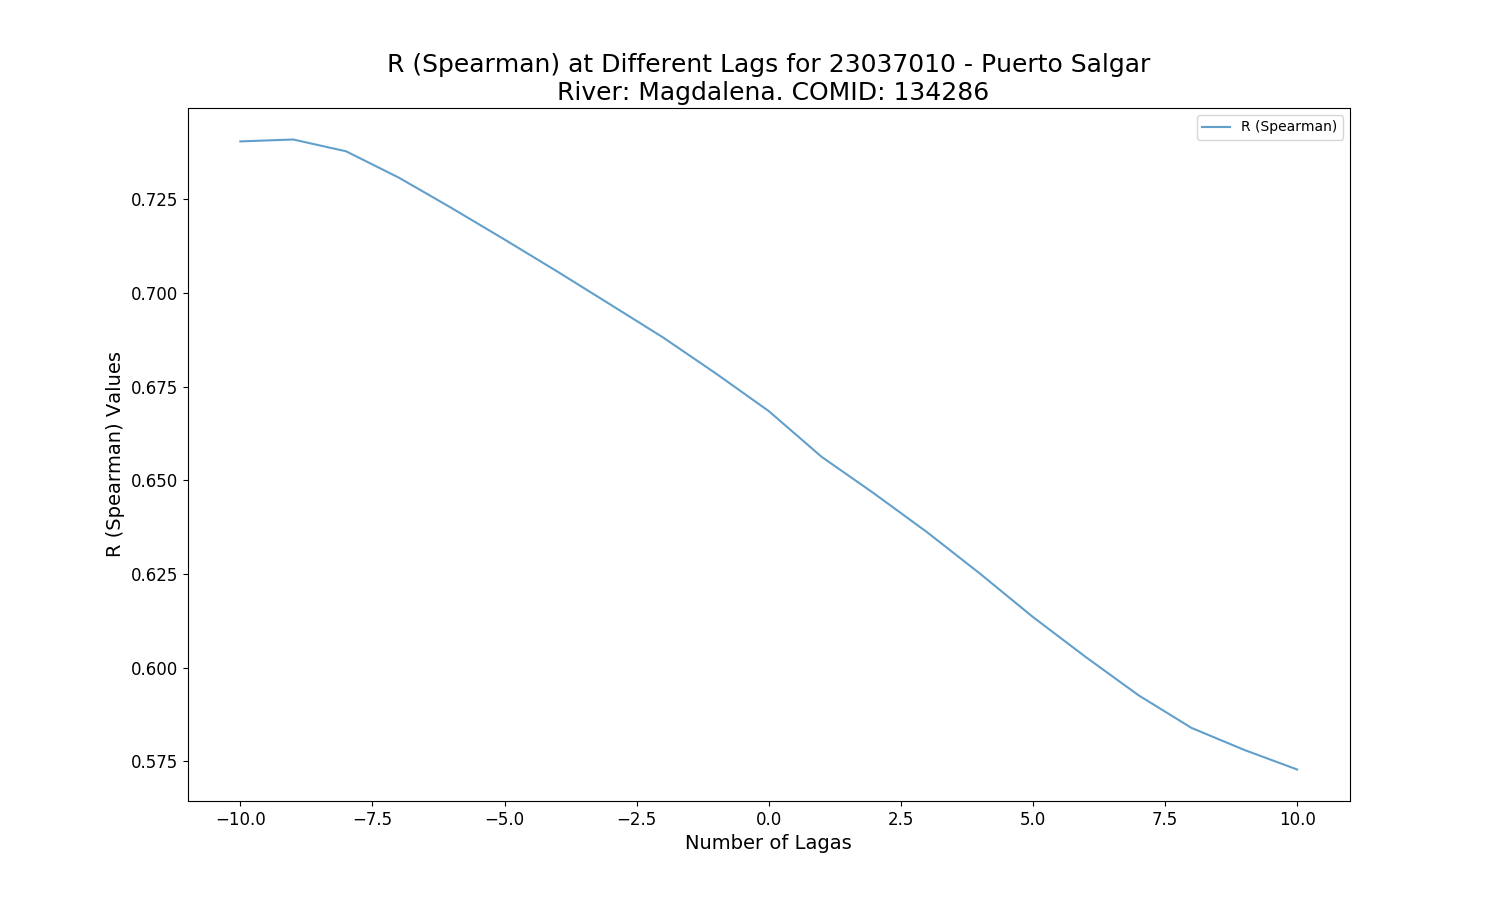 R (Spearman) at Different Lags for 23037010 - Puerto Salgar
River: Magdalena. COMID: 134286
R (Spearman)
R (Spearman) Values
0.725
0.700
0.675
0.650
0.625
0.600
0.575
−10.0 −7.5 −5.0 −2.5 0.0 2.5 5.0 7.5 10.0
Number of Lagas